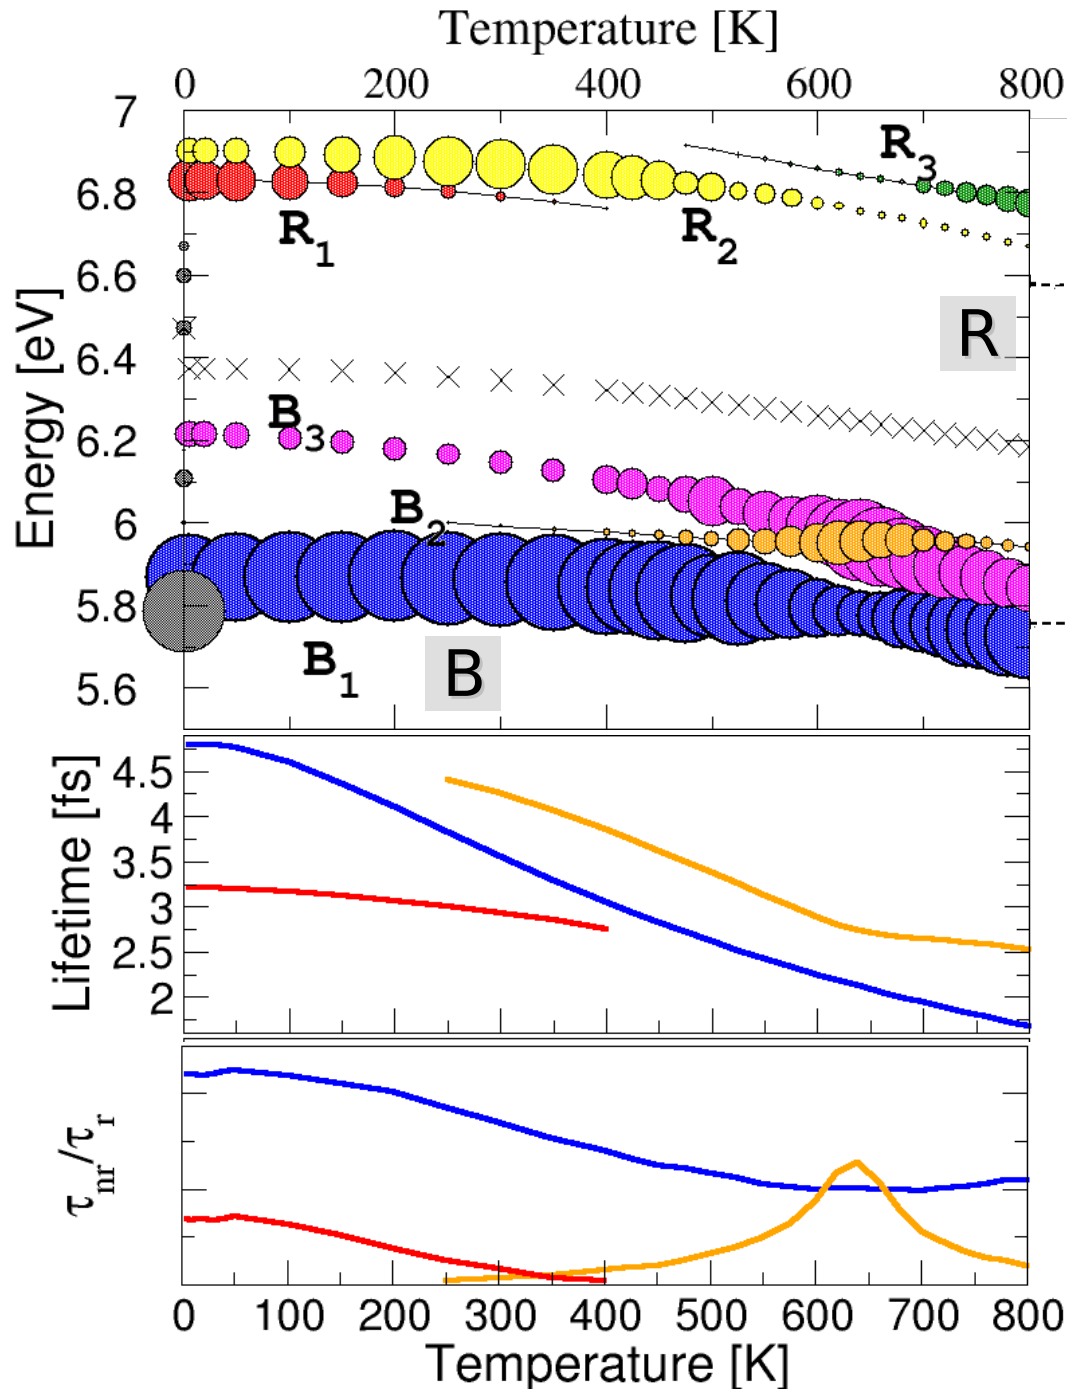 Temperature [K]
0 200 400 600 800
7
6.8
6.6
6.4
6.2
6
5.8
5.6
Energy [eV]
R3
R1
R2
R
B3
B2
B1
B
4.5
4
3.5
3
2.5
2
Lifetime [fs]
τnr/τr
0 100 200 300 400 500 600 700 800
Temperature [K]